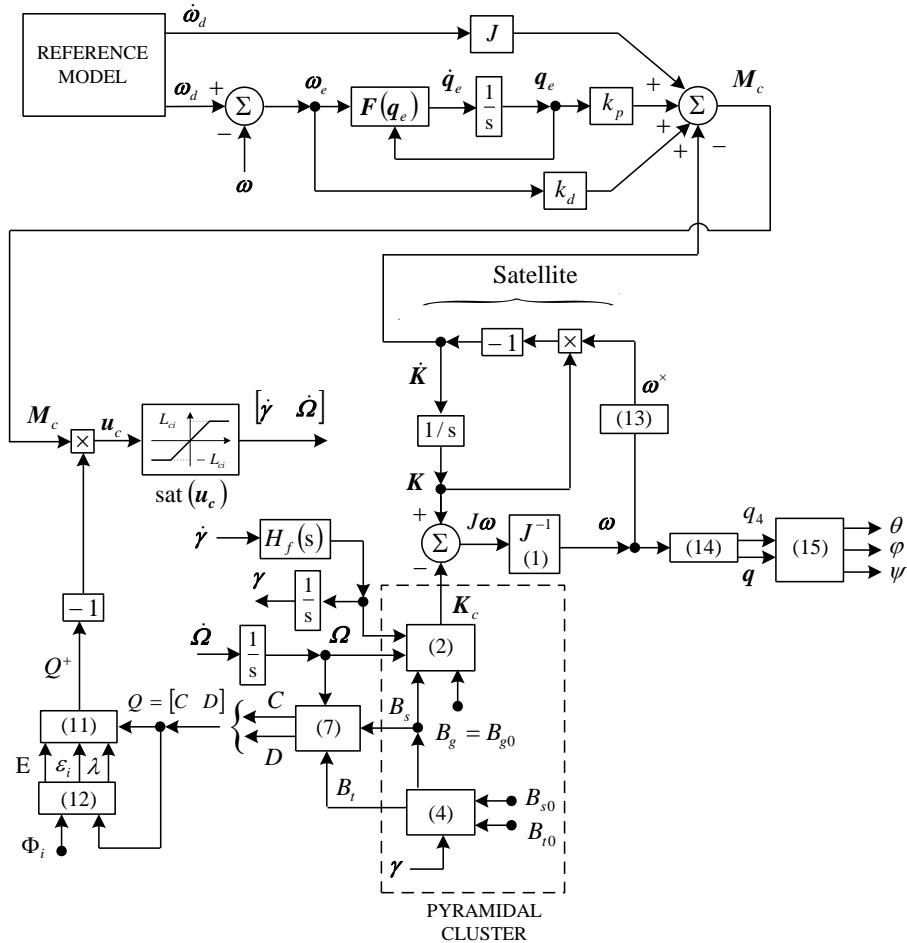 ω̇_d
REFERENCE
MODEL
J
ω_d
+
Σ
−
ω
ω_e
F(q_e)
q̇_e
1/s
q_e
k_p
k_d
+
+
+
+
−
Σ
M_c
Satellite
− 1
×
K̇
ω^×
1/ s
(13)
K
M_c
×
u_c
L_ci
− L_ci
sat (u_c)
[γ̇ Ω̇]
+
Σ
−
Jω
J^−1
(1)
ω
(14)
q_4
q
(15)
θ
φ
ψ
γ̇
H_f(s)
γ
1/s
K_c
− 1
Ω̇
1/s
Ω
(2)
Q^+
Q = [C D]
{
C
D
(7)
B_s
B_g = B_g0
(11)
E
ε_i
λ
(12)
Φ_i
B_t
(4)
B_s0
B_t0
γ
PYRAMIDAL
CLUSTER